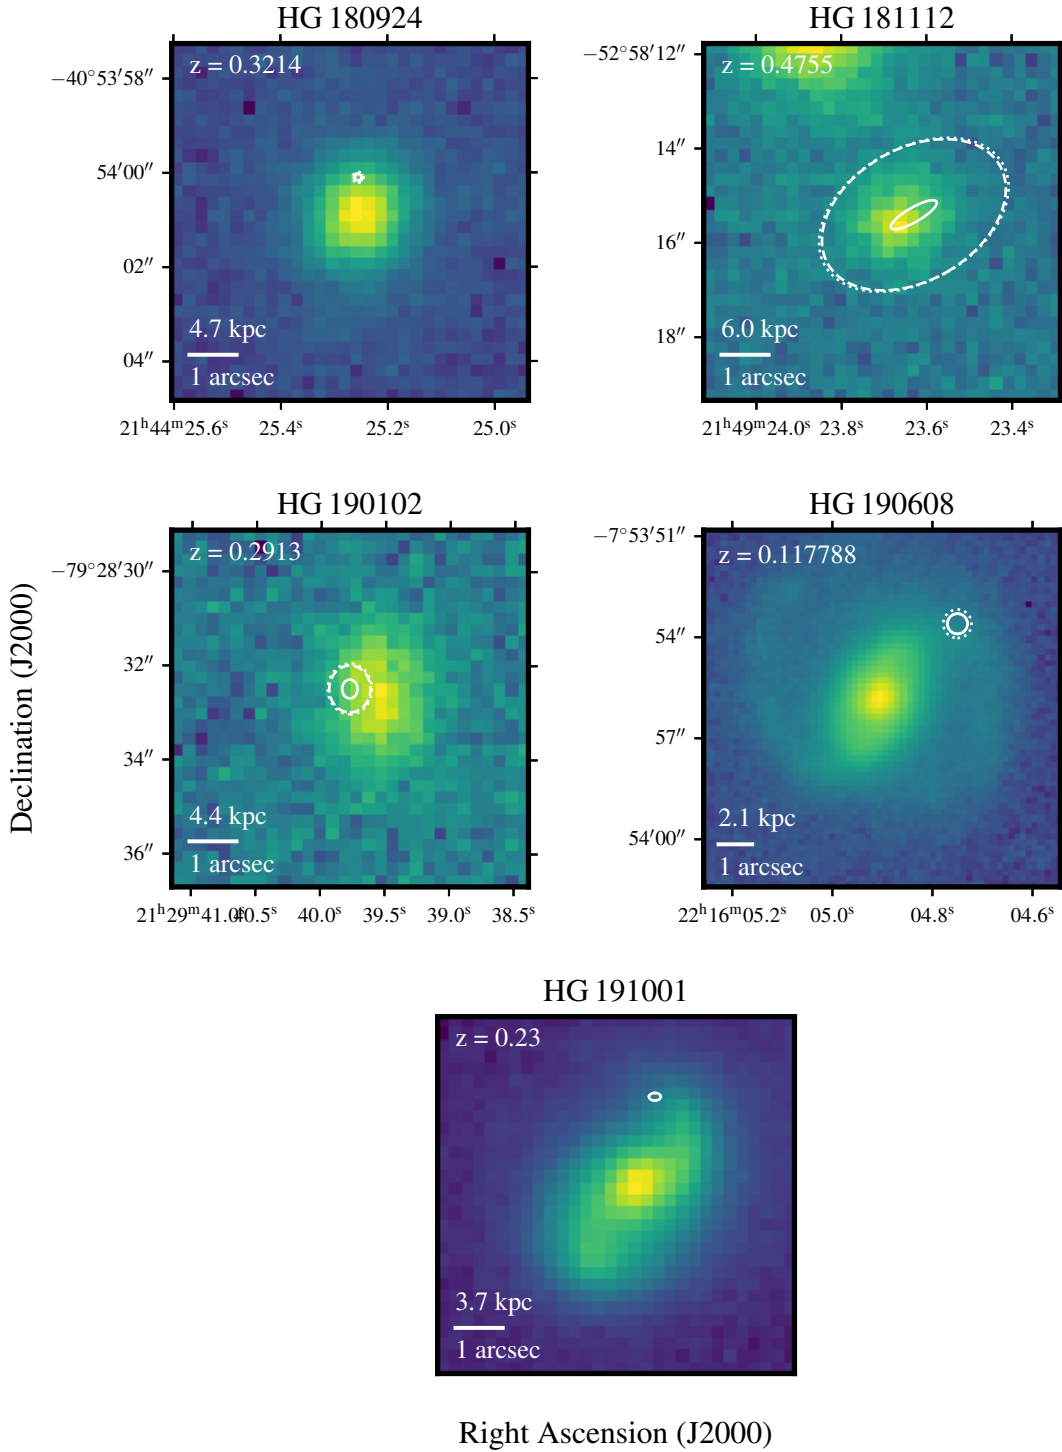 HG 180924
z = 0.3214
−40°53′58″
54′00″
02″
04″
4.7 kpc
1 arcsec
21ʰ44ᵐ25.6ˢ 25.4ˢ 25.2ˢ 25.0ˢ
HG 181112
z = 0.4755
−52°58′12″
14″
16″
18″
6.0 kpc
1 arcsec
21ʰ49ᵐ24.0ˢ 23.8ˢ 23.6ˢ 23.4ˢ
HG 190102
z = 0.2913
−79°28′30″
32″
34″
36″
4.4 kpc
1 arcsec
21ʰ29ᵐ41.0ˢ 40.5ˢ 40.0ˢ 39.5ˢ 39.0ˢ 38.5ˢ
HG 190608
z = 0.117788
−7°53′51″
54″
57″
54′00″
2.1 kpc
1 arcsec
22ʰ16ᵐ05.2ˢ 05.0ˢ 04.8ˢ 04.6ˢ
Declination (J2000)
HG 191001
z = 0.23
3.7 kpc
1 arcsec
Right Ascension (J2000)